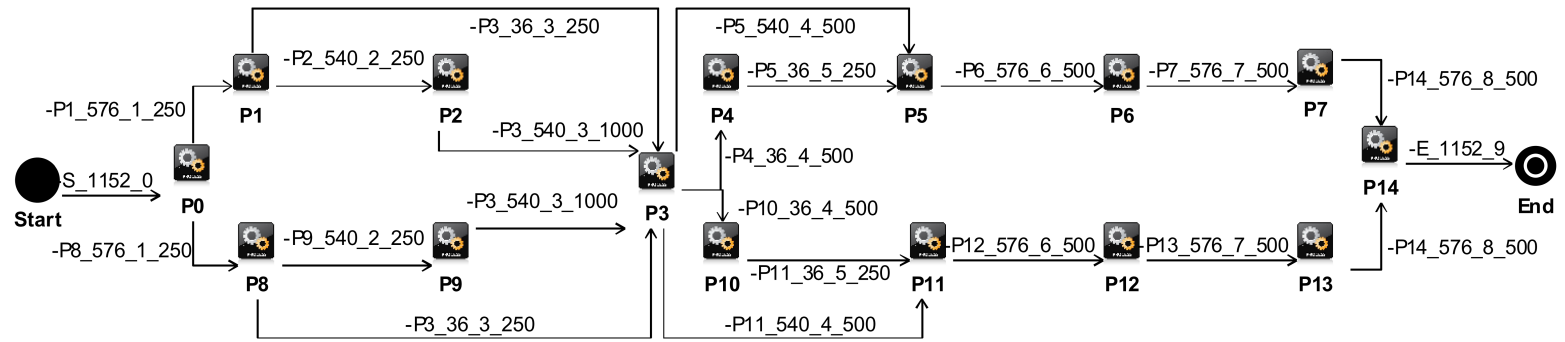 -P3_36_3_250
-P5_540_4_500
-P2_540_2_250
-P5_36_5_250
-P6_576_6_500
-P7_576_7_500
-P14_576_8_500
-P1_576_1_250
P1
P2
P4
P5
P6
P7
-P3_540_3_1000
-P4_36_4_500
-E_1152_9
-S_1152_0
Start
P0
P3
P14
End
-P3_540_3_1000
-P10_36_4_500
-P8_576_1_250
-P9_540_2_250
-P12_576_6_500
-P13_576_7_500
-P14_576_8_500
-P11_36_5_250
P8
P9
P10
P11
P12
P13
-P3_36_3_250
-P11_540_4_500